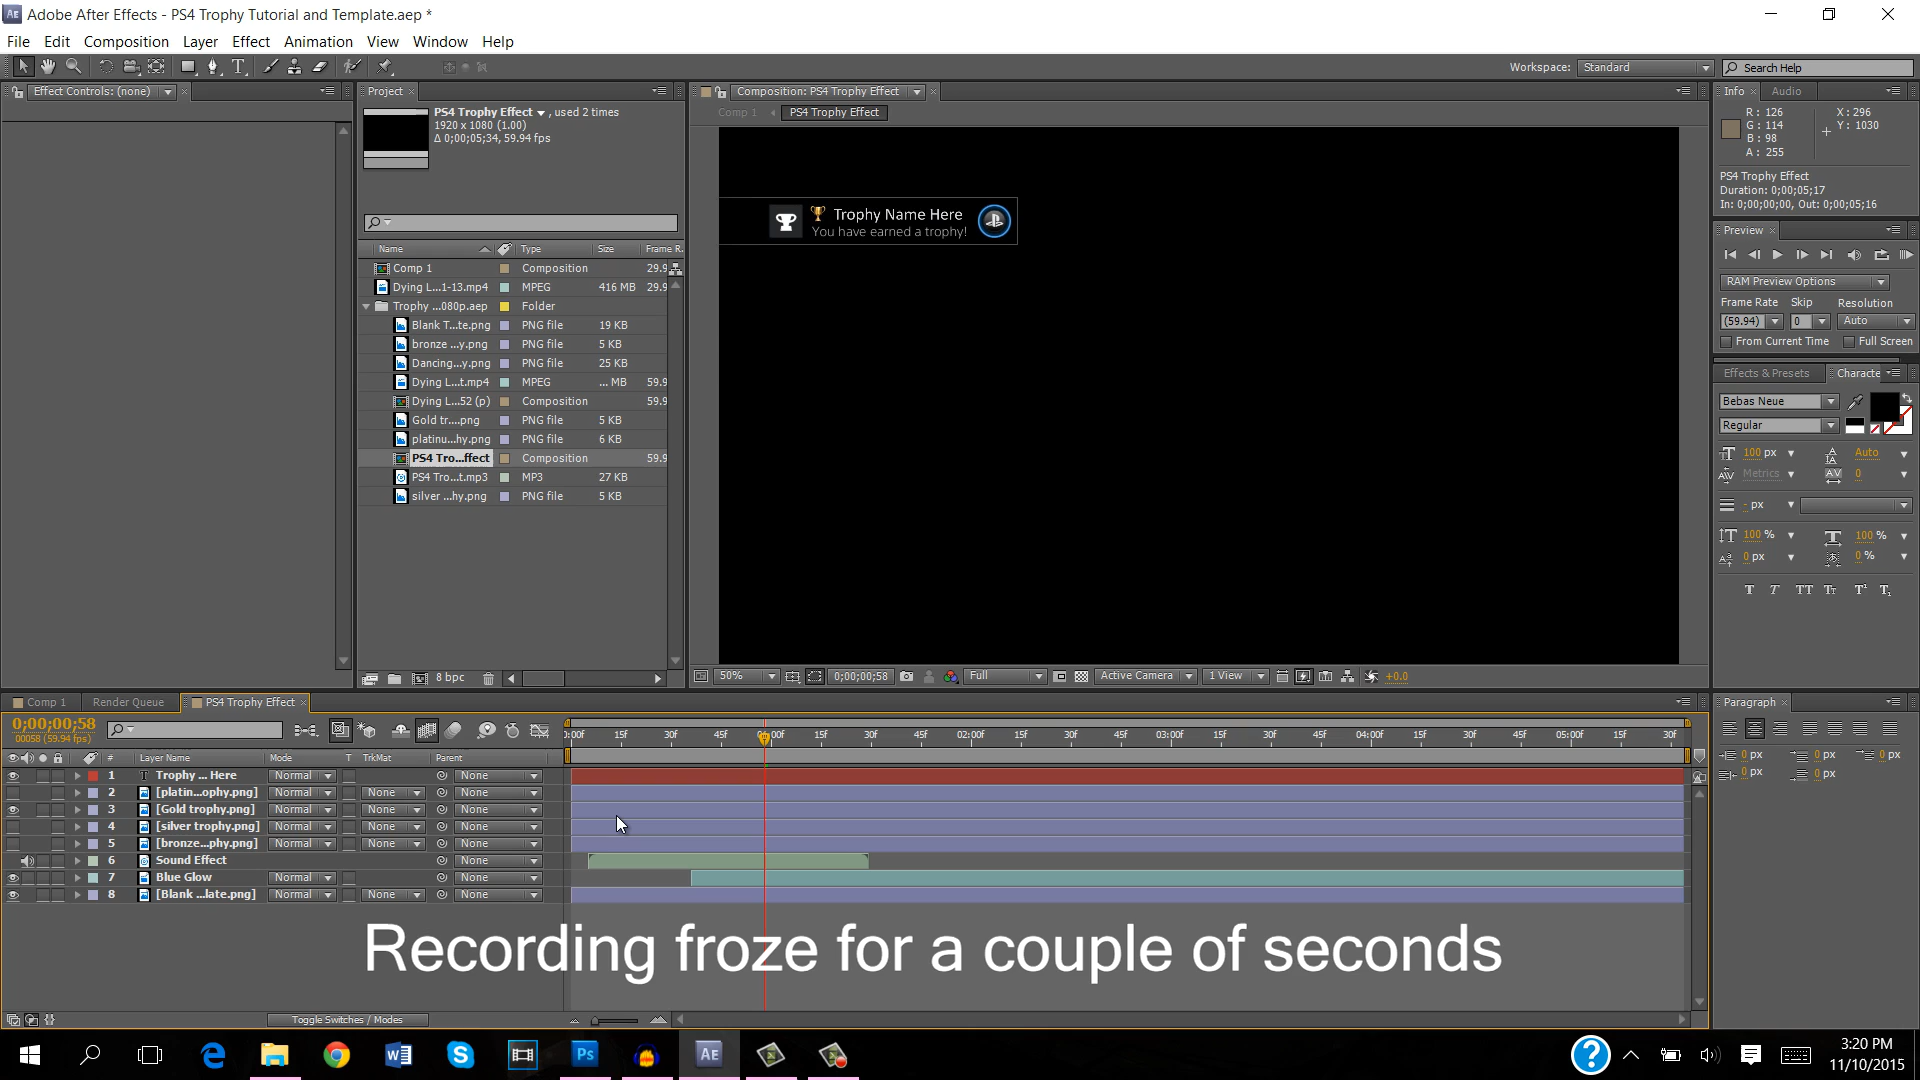 Adobe After Effects - PS4 Trophy Tutorial and Template.aep *
File Edit Composition Layer Effect Animation View Window Help
Workspace: Standard
Search Help
Effect Controls: (none)
Project
PS4 Trophy Effect , used 2 times
1920 x 1080 (1.00)
Δ 0;00;05;34, 59.94 fps
Name Type Size Frame R.
Comp 1 Composition 29.9
Dying L...1-13.mp4 MPEG 416 MB 29.9
Trophy ...080p.aep Folder
Blank T...te.png PNG file 19 KB
bronze ...y.png PNG file 5 KB
Dancing...y.png PNG file 25 KB
Dying L...t.mp4 MPEG ... MB 59.9
Dying L...52 (p) Composition 59.9
Gold tr....png PNG file 5 KB
platinu...hy.png PNG file 6 KB
PS4 Tro...ffect Composition 59.9
PS4 Tro...t.mp3 MP3 27 KB
silver ...hy.png PNG file 5 KB
8 bpc
Composition: PS4 Trophy Effect
Comp 1 PS4 Trophy Effect
Trophy Name Here
You have earned a trophy!
50% 0;00;00;58 Full Active Camera 1 View +0.0
Info Audio
R: 126
G: 114
B: 98
A: 255
X: 296
Y: 1030
PS4 Trophy Effect
Duration: 0;00;05;17
In: 0;00;00;00, Out: 0;00;05;16
Preview
RAM Preview Options
Frame Rate Skip Resolution
(59.94) 0 Auto
From Current Time Full Screen
Effects & Presets Characte
Bebas Neue
Regular
100 px Auto
Metrics 0
- px
100 % 100 %
0 px 0 %
T T TT Tr T¹ T₁
Comp 1 Render Queue PS4 Trophy Effect
0;00;00;58
00058 (59.94 fps)
0:00f 15f 30f 45f 00f 15f 30f 45f 02:00f 15f 30f 45f 03:00f 15f 30f 45f 04:00f 15f 30f 45f 05:00f 15f 30f
# Layer Name Mode T TrkMat Parent
1 T Trophy ... Here Normal None
2 [platin...ophy.png] Normal None None
3 [Gold trophy.png] Normal None None
4 [silver trophy.png] Normal None None
5 [bronze...phy.png] Normal None None
6 Sound Effect None
7 Blue Glow Normal None
8 [Blank ...late.png] Normal None None
Recording froze for a couple of seconds
Toggle Switches / Modes
Paragraph
0 px 0 px 0 px
0 px 0 px
Ps AE
3:20 PM
11/10/2015